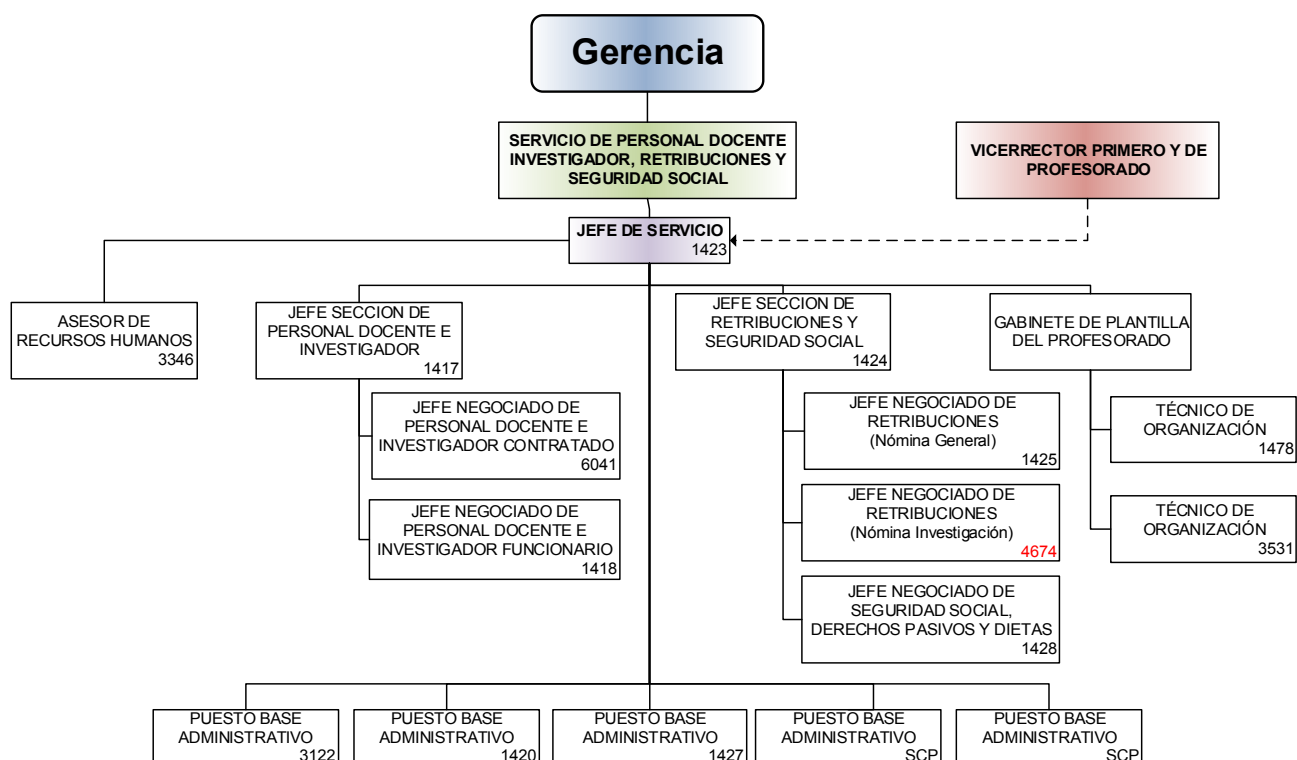 Gerencia
SERVICIO DE PERSONAL DOCENTE
INVESTIGADOR, RETRIBUCIONES Y
SEGURIDAD SOCIAL
VICERRECTOR PRIMERO Y DE
PROFESORADO
JEFE DE SERVICIO
1423
ASESOR DE
RECURSOS HUMANOS
3346
JEFE SECCION DE
PERSONAL DOCENTE E
INVESTIGADOR
1417
JEFE SECCION DE
RETRIBUCIONES Y
SEGURIDAD SOCIAL
1424
GABINETE DE PLANTILLA
DEL PROFESORADO
JEFE NEGOCIADO DE
PERSONAL DOCENTE E
INVESTIGADOR CONTRATADO
6041
JEFE NEGOCIADO DE
RETRIBUCIONES
(Nómina General)
1425
TÉCNICO DE
ORGANIZACIÓN
1478
JEFE NEGOCIADO DE
PERSONAL DOCENTE E
INVESTIGADOR FUNCIONARIO
1418
JEFE NEGOCIADO DE
RETRIBUCIONES
(Nómina Investigación)
4674
TÉCNICO DE
ORGANIZACIÓN
3531
JEFE NEGOCIADO DE
SEGURIDAD SOCIAL,
DERECHOS PASIVOS Y DIETAS
1428
PUESTO BASE
ADMINISTRATIVO
3122
PUESTO BASE
ADMINISTRATIVO
1420
PUESTO BASE
ADMINISTRATIVO
1427
PUESTO BASE
ADMINISTRATIVO
SCP
PUESTO BASE
ADMINISTRATIVO
SCP